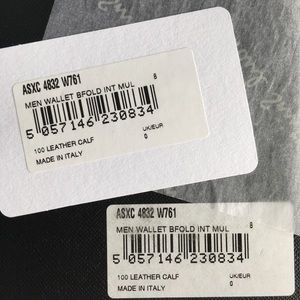 ASXC 4832 W761
MEN WALLET BFOLD INT MUL 8
5 057146 230834
100 LEATHER CALF UK/EUR
MADE IN ITALY 0
ASXC 4832 W761
MEN WALLET BFOLD INT MUL 8
5 057146 230834
100 LEATHER CALF UK/EUR
MADE IN ITALY 0